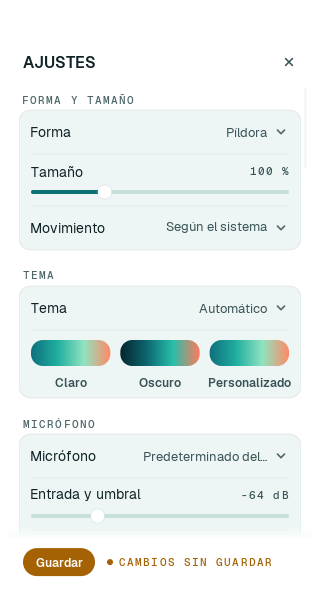 AJUSTES
FORMA Y TAMAÑO
Forma Píldora
Tamaño 100 %
Movimiento Según el sistema
TEMA
Tema Automático
Claro Oscuro Personalizado
MICRÓFONO
Micrófono Predeterminado del…
Entrada y umbral -64 dB
Guardar CAMBIOS SIN GUARDAR